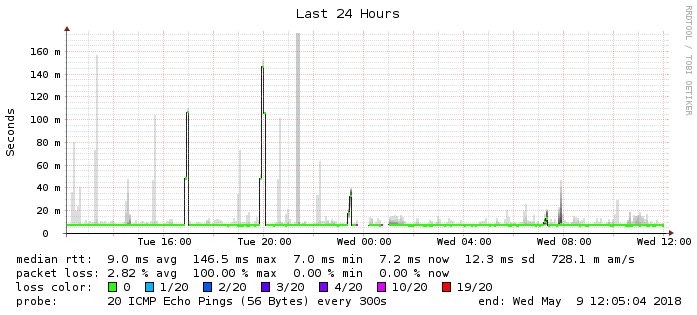 Last 24 Hours
RRDTOOL / TOBI OETIKER
Seconds
160 m
140 m
120 m
100 m
80 m
60 m
40 m
20 m
0
Tue 16:00 Tue 20:00 Wed 00:00 Wed 04:00 Wed 08:00 Wed 12:00
median rtt: 9.0 ms avg 146.5 ms max 7.0 ms min 7.2 ms now 12.3 ms sd 728.1 m am/s
packet loss: 2.82 % avg 100.00 % max 0.00 % min 0.00 % now
loss color: 0 1/20 2/20 3/20 4/20 10/20 19/20
probe: 20 ICMP Echo Pings (56 Bytes) every 300s end: Wed May 9 12:05:04 2018